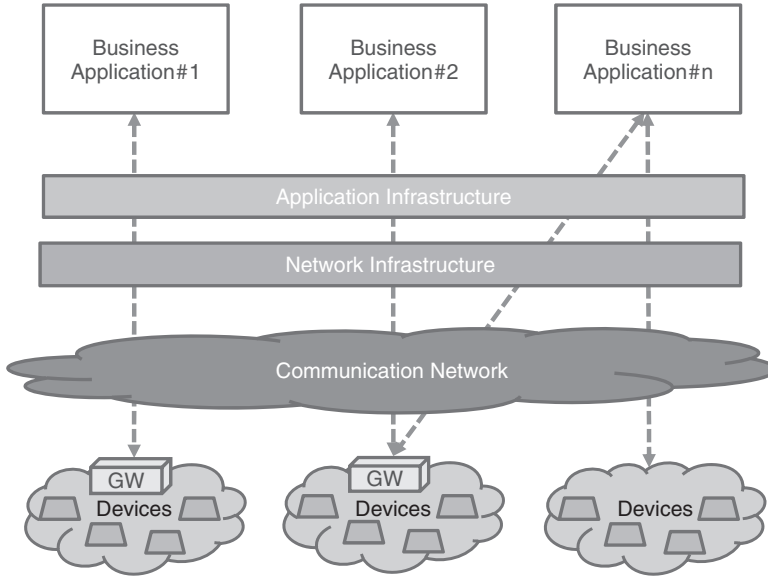 Business
Application#1
Business
Application#2
Business
Application#n
Application Infrastructure
Network Infrastructure
Communication Network
GW
Devices
GW
Devices
Devices